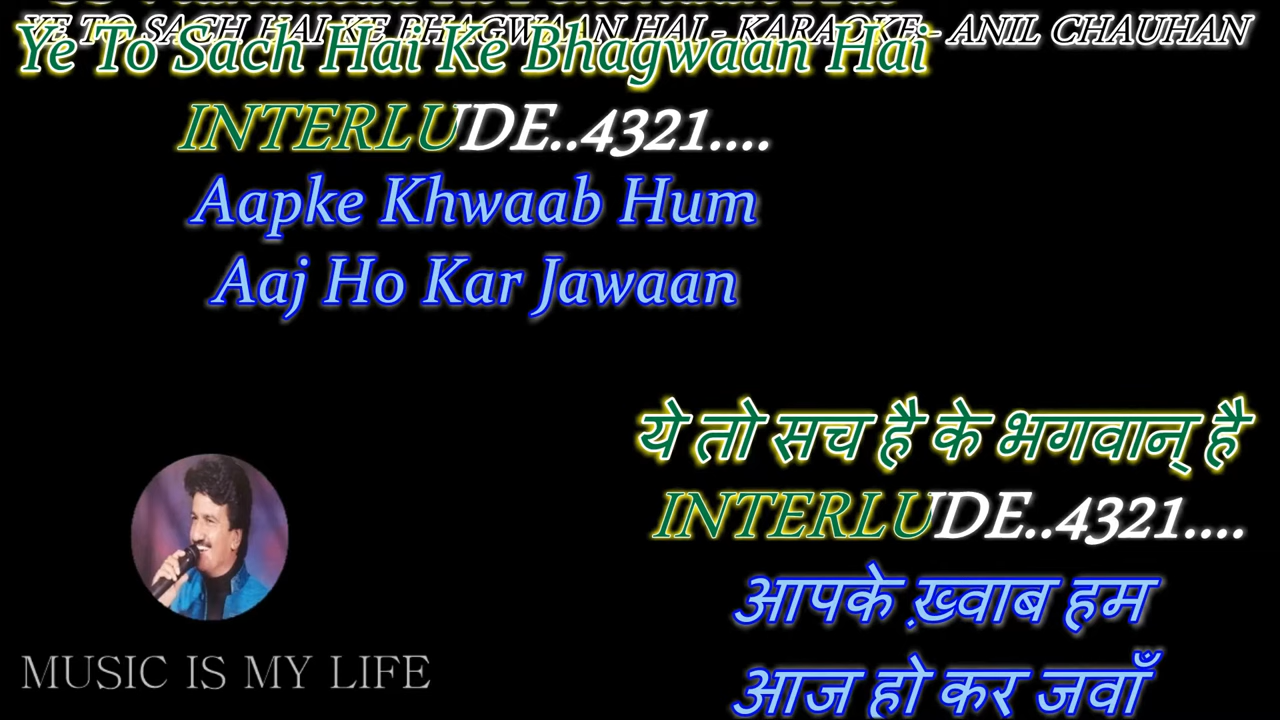 YE TO SACH HAI KE BHAGWAAN HAI - KARAOKE - ANIL CHAUHAN
Ye To Sach Hai Ke Bhagwaan Hai
INTERLUDE..4321....
Aapke Khwaab Hum
Aaj Ho Kar Jawaan
ये तो सच है के भगवान् है
INTERLUDE..4321....
आपके ख़्वाब हम
आज हो कर जवाँ
MUSIC IS MY LIFE